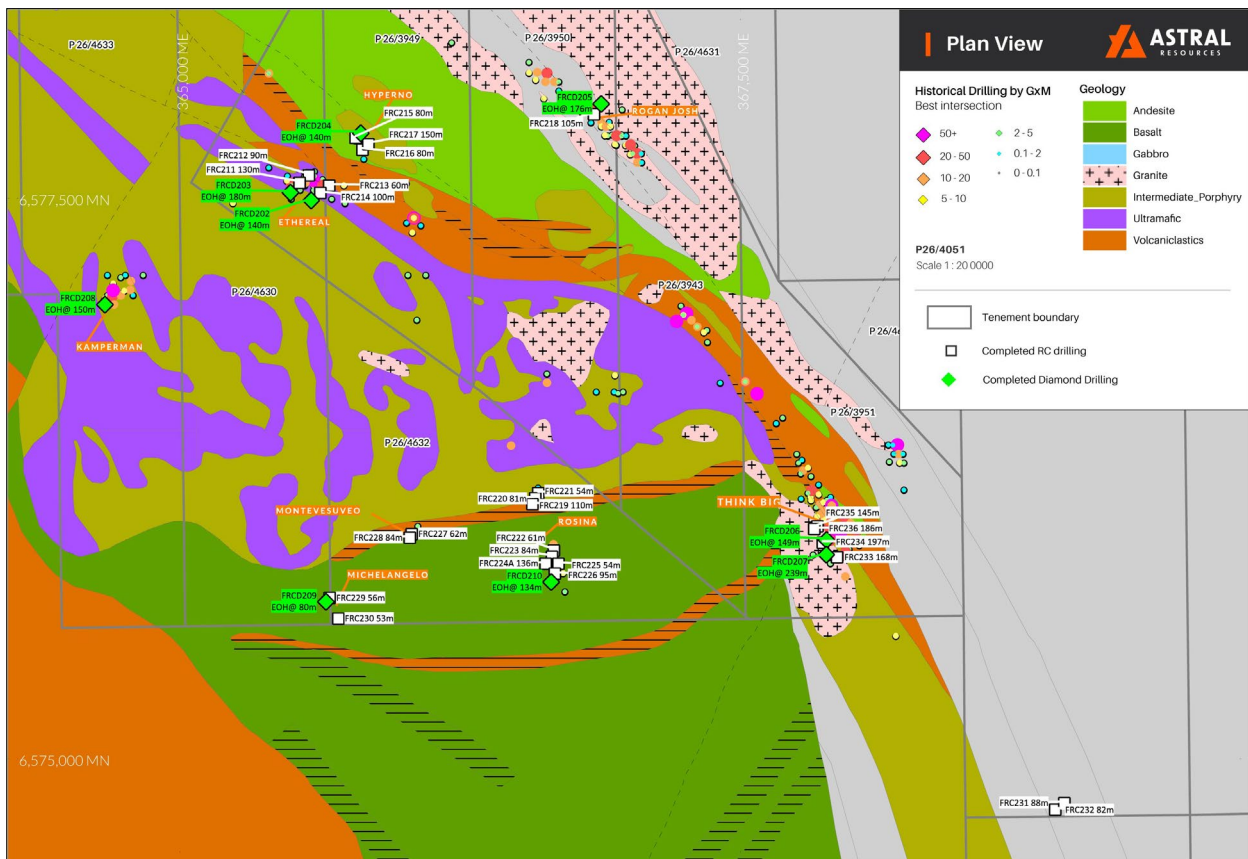 P 26/4633
P 26/3949
P 26/3950
P 26/4631
365,000 ME
367,500 ME
HYPERNO
FRC215 80m
FRCD204
EOH@ 140m
FRC217 150m
FRC216 80m
FRCD205
EOH@ 176m
ROGAN JOSH
FRC218 105m
FRC212 90m
FRC211 130m
FRCD203
EOH@ 180m
FRC213 60m
FRC214 100m
FRCD202
EOH@ 140m
ETHEREAL
6,577,500 MN
P 26/4630
P 26/3943
FRCD208
EOH@ 150m
KAMPERMAN
P 26/3951
P 26/4632
FRC220 81m
FRC221 54m
FRC219 110m
MONTEVESUVEO
FRC228 84m
FRC227 62m
ROSINA
FRC222 61m
FRC223 84m
FRC224A 136m
FRC225 54m
FRC226 95m
FRCD210
EOH@ 134m
THINK BIG
FRC235 145m
FRCD206
EOH@ 149m
FRC236 186m
FRC234 197m
FRCD207
EOH@ 239m
FRC233 168m
MICHELANGELO
FRCD209
EOH@ 80m
FRC229 56m
FRC230 53m
6,575,000 MN
FRC231 88m
FRC232 82m
Plan View
ASTRAL
RESOURCES
Historical Drilling by GxM
Best intersection
50+
20 - 50
10 - 20
5 - 10
2 - 5
0.1 - 2
0 - 0.1
P26/4051
Scale 1 : 20 0000
Geology
Andesite
Basalt
Gabbro
Granite
Intermediate_Porphyry
Ultramafic
Volcaniclastics
Tenement boundary
Completed RC drilling
Completed Diamond Drilling